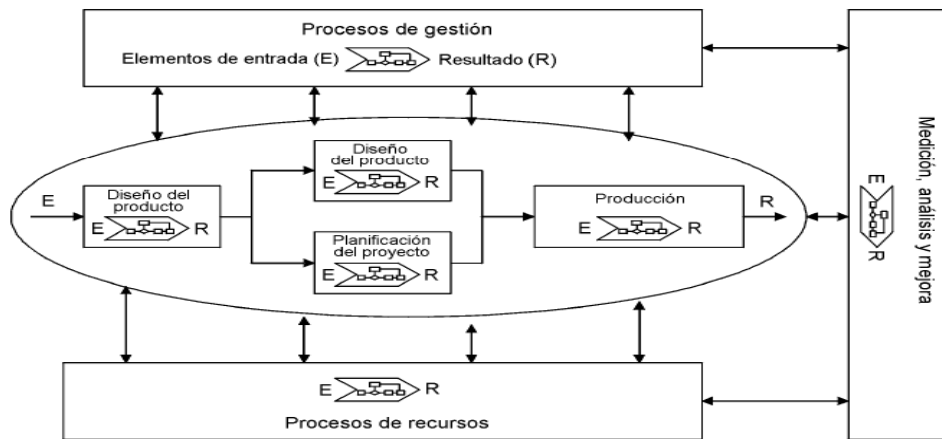 Procesos de gestión
Elementos de entrada (E) Resultado (R)
E
Diseño del
producto
E R
Diseño
del producto
E R
Planificación
del proyecto
E R
Producción
E R
R
E R
Procesos de recursos
Medición, análisis y mejora
E R